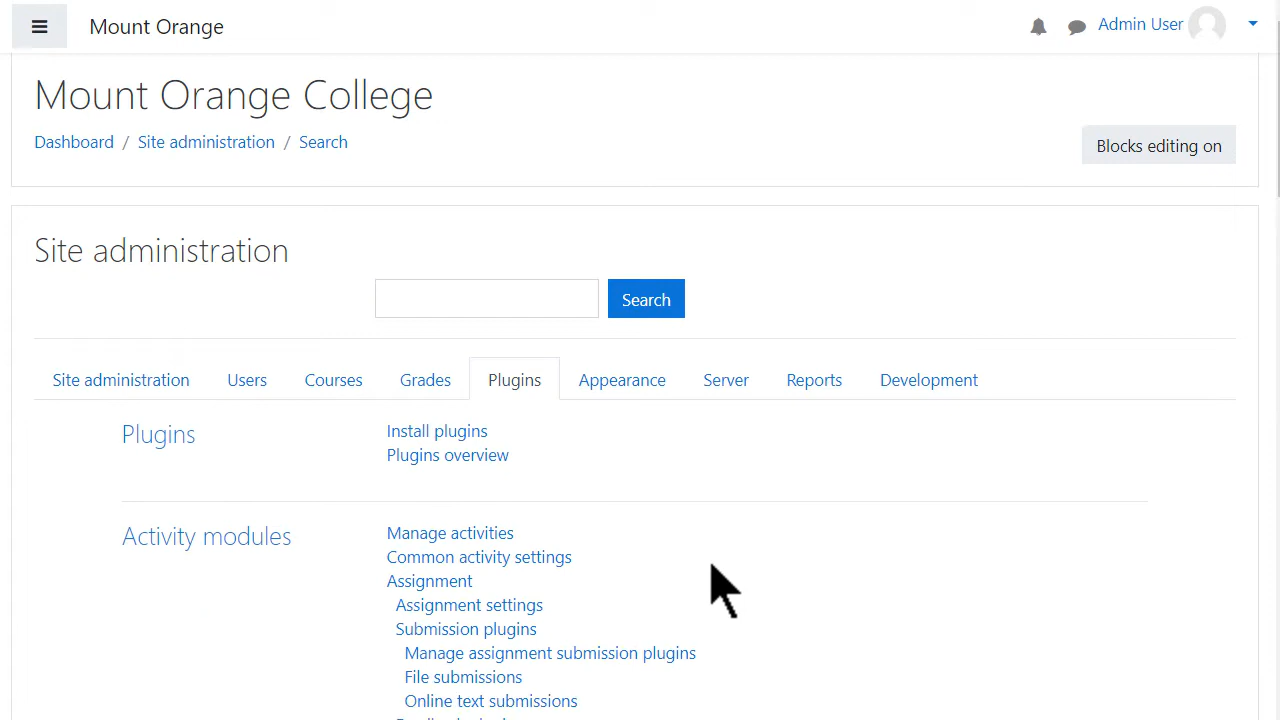 Mount Orange
Admin User
Mount Orange College
Dashboard / Site administration / Search
Blocks editing on
Site administration
Search
Site administration Users Courses Grades Plugins Appearance Server Reports Development
Plugins
Install plugins
Plugins overview
Activity modules
Manage activities
Common activity settings
Assignment
Assignment settings
Submission plugins
Manage assignment submission plugins
File submissions
Online text submissions